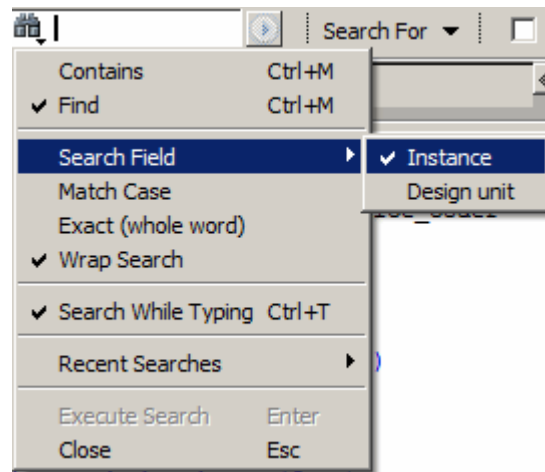 Search For
Contains Ctrl+M
Find Ctrl+M
Search Field
Instance
Match Case
Design unit
Exact (whole word)
Wrap Search
Search While Typing Ctrl+T
Recent Searches
)
Execute Search Enter
Close Esc